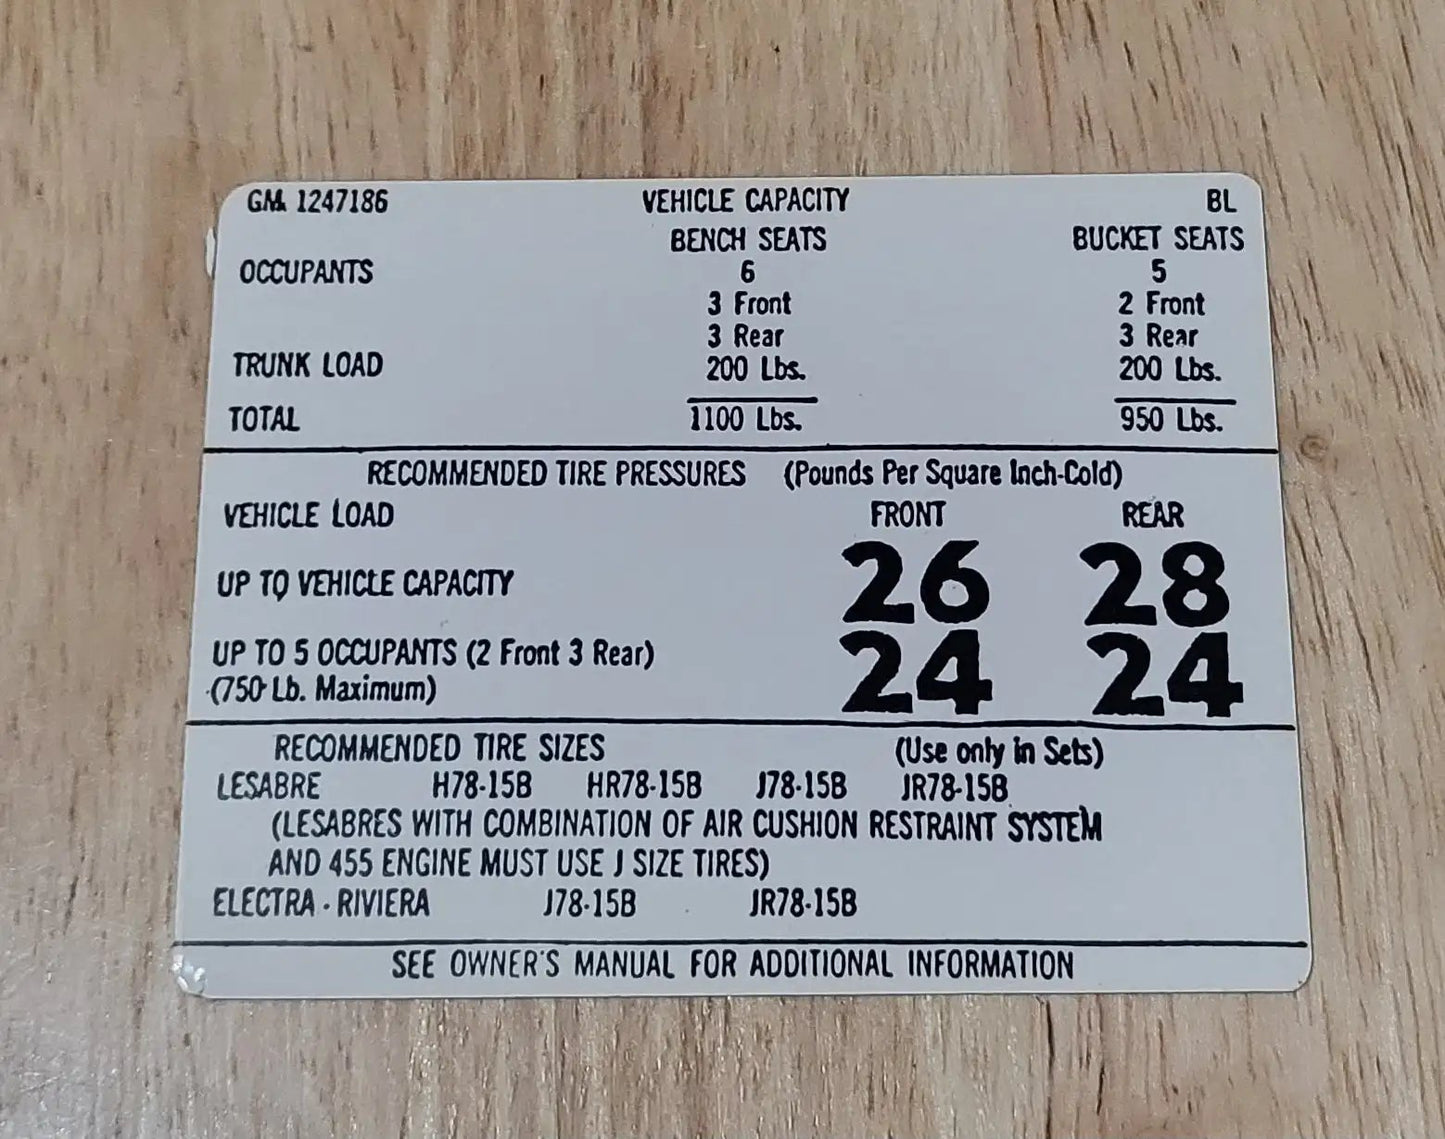 GM 1247186 VEHICLE CAPACITY BL
BENCH SEATS BUCKET SEATS
OCCUPANTS 6 5
3 Front 2 Front
3 Rear 3 Rear
TRUNK LOAD 200 Lbs. 200 Lbs.
TOTAL 1100 Lbs. 950 Lbs.
RECOMMENDED TIRE PRESSURES (Pounds Per Square Inch-Cold)
VEHICLE LOAD FRONT REAR
UP TO VEHICLE CAPACITY 26 28
UP TO 5 OCCUPANTS (2 Front 3 Rear) 24 24
(750 Lb. Maximum)
RECOMMENDED TIRE SIZES (Use only in Sets)
LESABRE H78-15B HR78-15B J78-15B JR78-15B
(LESABRES WITH COMBINATION OF AIR CUSHION RESTRAINT SYSTEM
AND 455 ENGINE MUST USE J SIZE TIRES)
ELECTRA - RIVIERA J78-15B JR78-15B
SEE OWNER'S MANUAL FOR ADDITIONAL INFORMATION